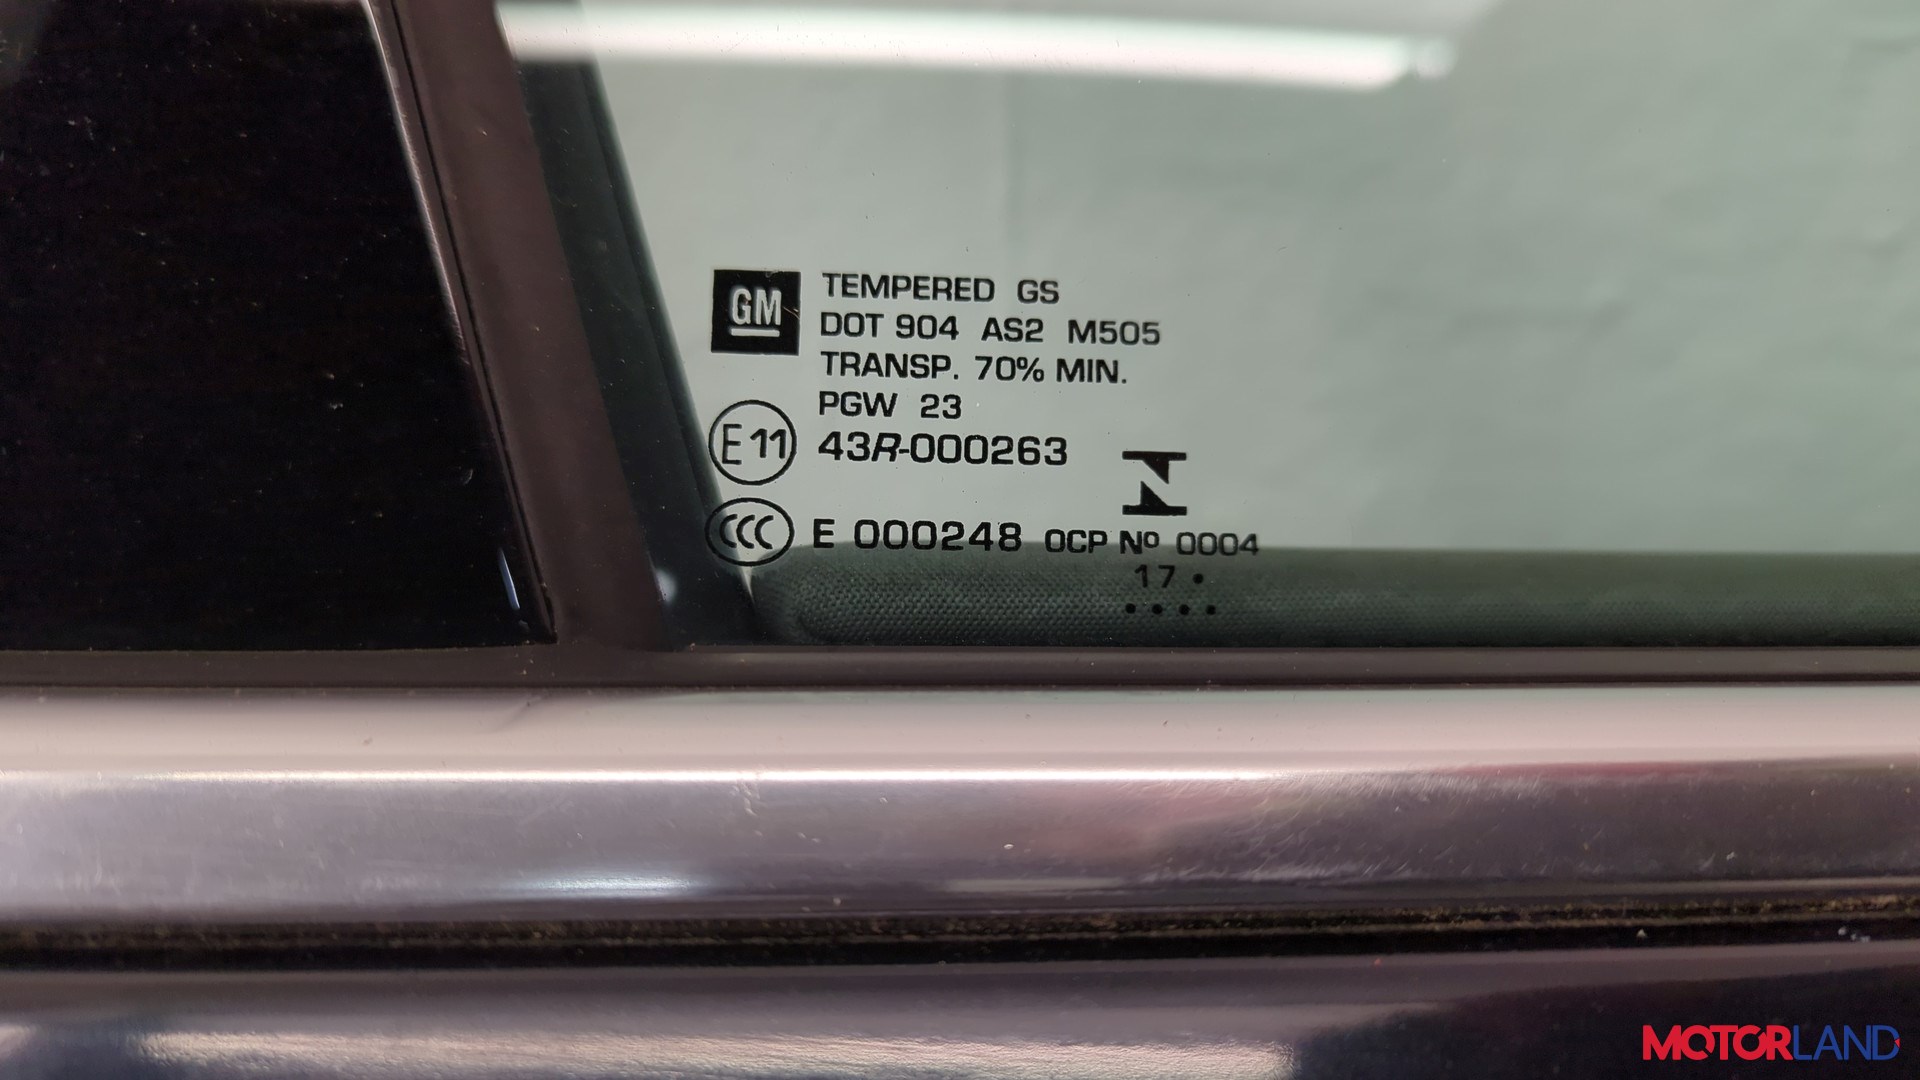 GM
TEMPERED GS
DOT 904 AS2 M505
TRANSP. 70% MIN.
PGW 23
E11 43R-000263
CCC E 000248 OCP Nº 0004
17 •
• • • •
MOTORLAND